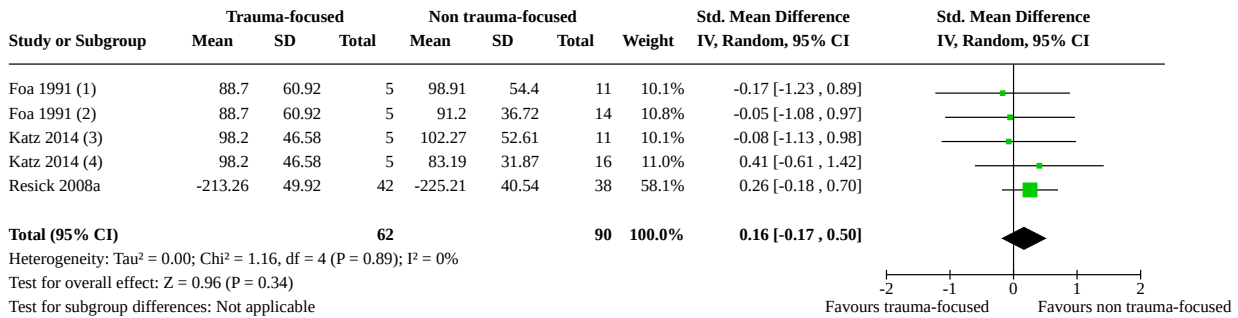 Trauma-focused Non trauma-focused Std. Mean Difference Std. Mean Difference
Study or Subgroup Mean SD Total Mean SD Total Weight IV, Random, 95% CI IV, Random, 95% CI
Foa 1991 (1) 88.7 60.92 5 98.91 54.4 11 10.1% -0.17 [-1.23 , 0.89]
Foa 1991 (2) 88.7 60.92 5 91.2 36.72 14 10.8% -0.05 [-1.08 , 0.97]
Katz 2014 (3) 98.2 46.58 5 102.27 52.61 11 10.1% -0.08 [-1.13 , 0.98]
Katz 2014 (4) 98.2 46.58 5 83.19 31.87 16 11.0% 0.41 [-0.61 , 1.42]
Resick 2008a -213.26 49.92 42 -225.21 40.54 38 58.1% 0.26 [-0.18 , 0.70]
Total (95% CI) 62 90 100.0% 0.16 [-0.17 , 0.50]
Heterogeneity: Tau² = 0.00; Chi² = 1.16, df = 4 (P = 0.89); I² = 0%
Test for overall effect: Z = 0.96 (P = 0.34) -2 -1 0 1 2
Test for subgroup differences: Not applicable Favours trauma-focused Favours non trauma-focused